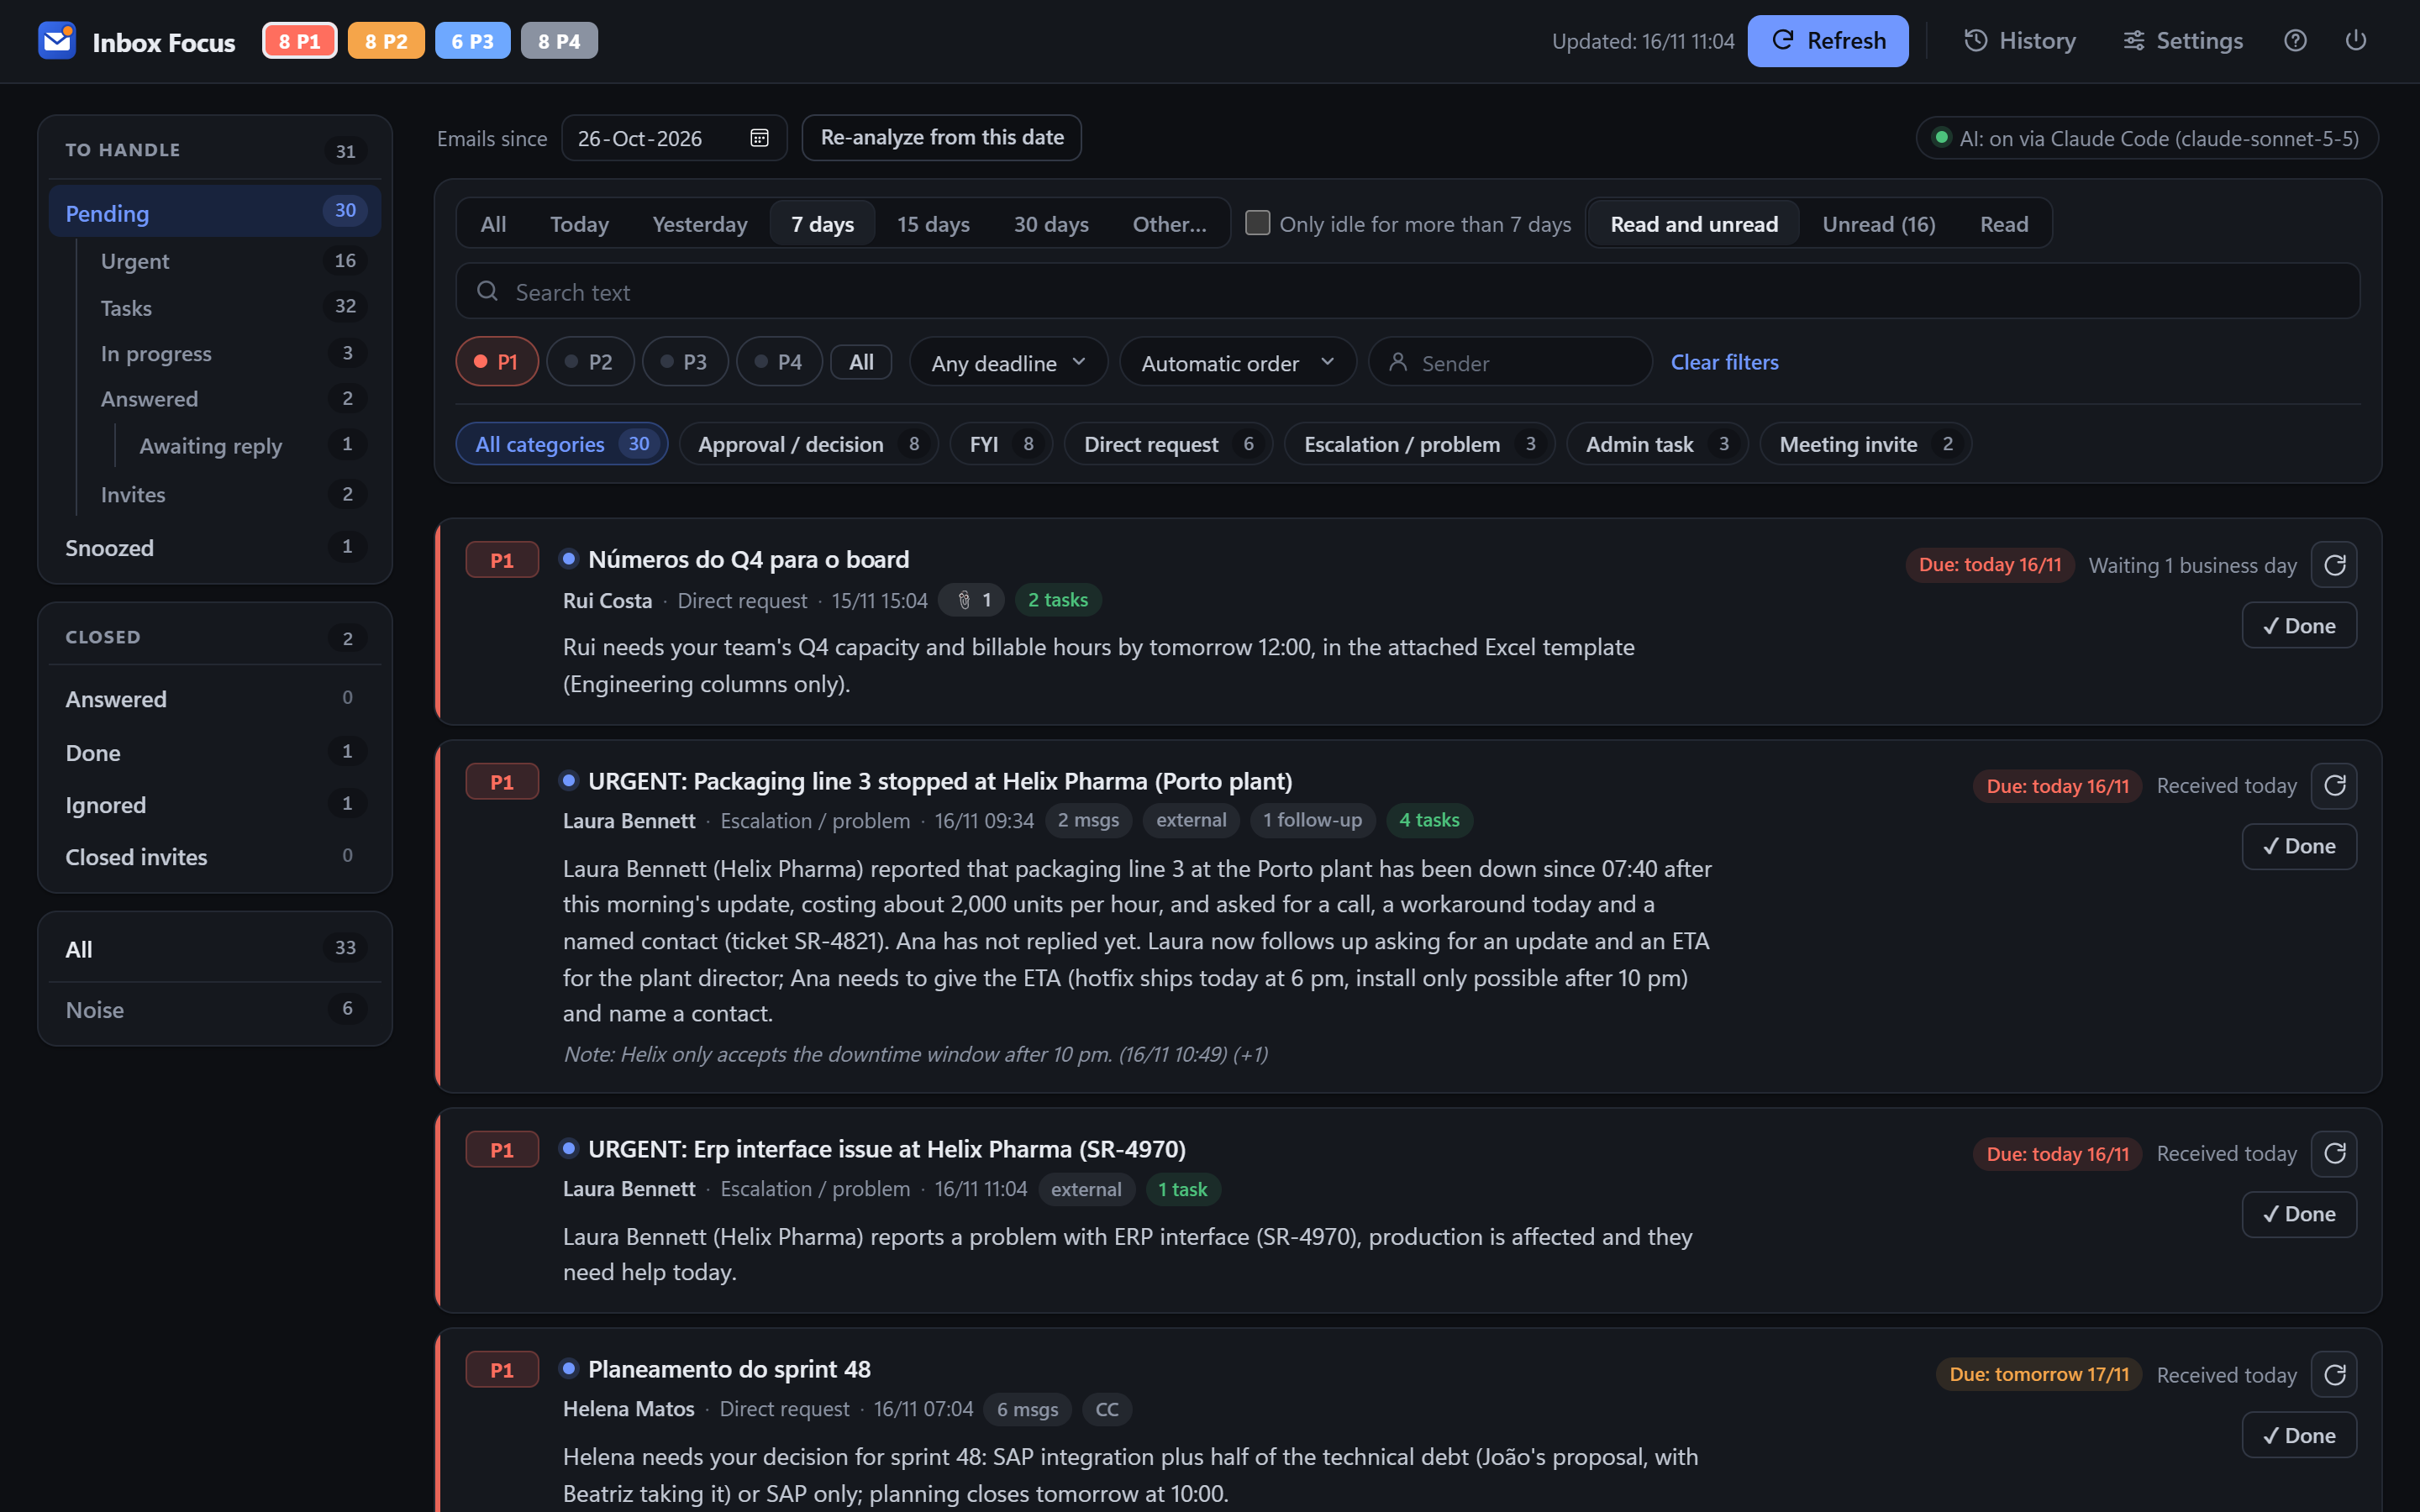 Inbox Focus
8 P1
8 P2
6 P3
8 P4
Updated: 16/11 11:04
Refresh
History
Settings
TO HANDLE 31
Pending 30
Urgent 16
Tasks 32
In progress 3
Answered 2
Awaiting reply 1
Invites 2
Snoozed 1
CLOSED 2
Answered 0
Done 1
Ignored 1
Closed invites 0
All 33
Noise 6
Emails since 26-Oct-2026 Re-analyze from this date
AI: on via Claude Code (claude-sonnet-5-5)
All Today Yesterday 7 days 15 days 30 days Other... Only idle for more than 7 days Read and unread Unread (16) Read
Search text
P1 P2 P3 P4 All Any deadline Automatic order Sender Clear filters
All categories 30 Approval / decision 8 FYI 8 Direct request 6 Escalation / problem 3 Admin task 3 Meeting invite 2
P1 Números do Q4 para o board
Due: today 16/11 Waiting 1 business day
Rui Costa · Direct request · 15/11 15:04 1 2 tasks
✓ Done
Rui needs your team's Q4 capacity and billable hours by tomorrow 12:00, in the attached Excel template
(Engineering columns only).
P1 URGENT: Packaging line 3 stopped at Helix Pharma (Porto plant)
Due: today 16/11 Received today
Laura Bennett · Escalation / problem · 16/11 09:34 2 msgs external 1 follow-up 4 tasks
✓ Done
Laura Bennett (Helix Pharma) reported that packaging line 3 at the Porto plant has been down since 07:40 after
this morning's update, costing about 2,000 units per hour, and asked for a call, a workaround today and a
named contact (ticket SR-4821). Ana has not replied yet. Laura now follows up asking for an update and an ETA
for the plant director; Ana needs to give the ETA (hotfix ships today at 6 pm, install only possible after 10 pm)
and name a contact.
Note: Helix only accepts the downtime window after 10 pm. (16/11 10:49) (+1)
P1 URGENT: Erp interface issue at Helix Pharma (SR-4970)
Due: today 16/11 Received today
Laura Bennett · Escalation / problem · 16/11 11:04 external 1 task
✓ Done
Laura Bennett (Helix Pharma) reports a problem with ERP interface (SR-4970), production is affected and they
need help today.
P1 Planeamento do sprint 48
Due: tomorrow 17/11 Received today
Helena Matos · Direct request · 16/11 07:04 6 msgs CC
✓ Done
Helena needs your decision for sprint 48: SAP integration plus half of the technical debt (João's proposal, with
Beatriz taking it) or SAP only; planning closes tomorrow at 10:00.